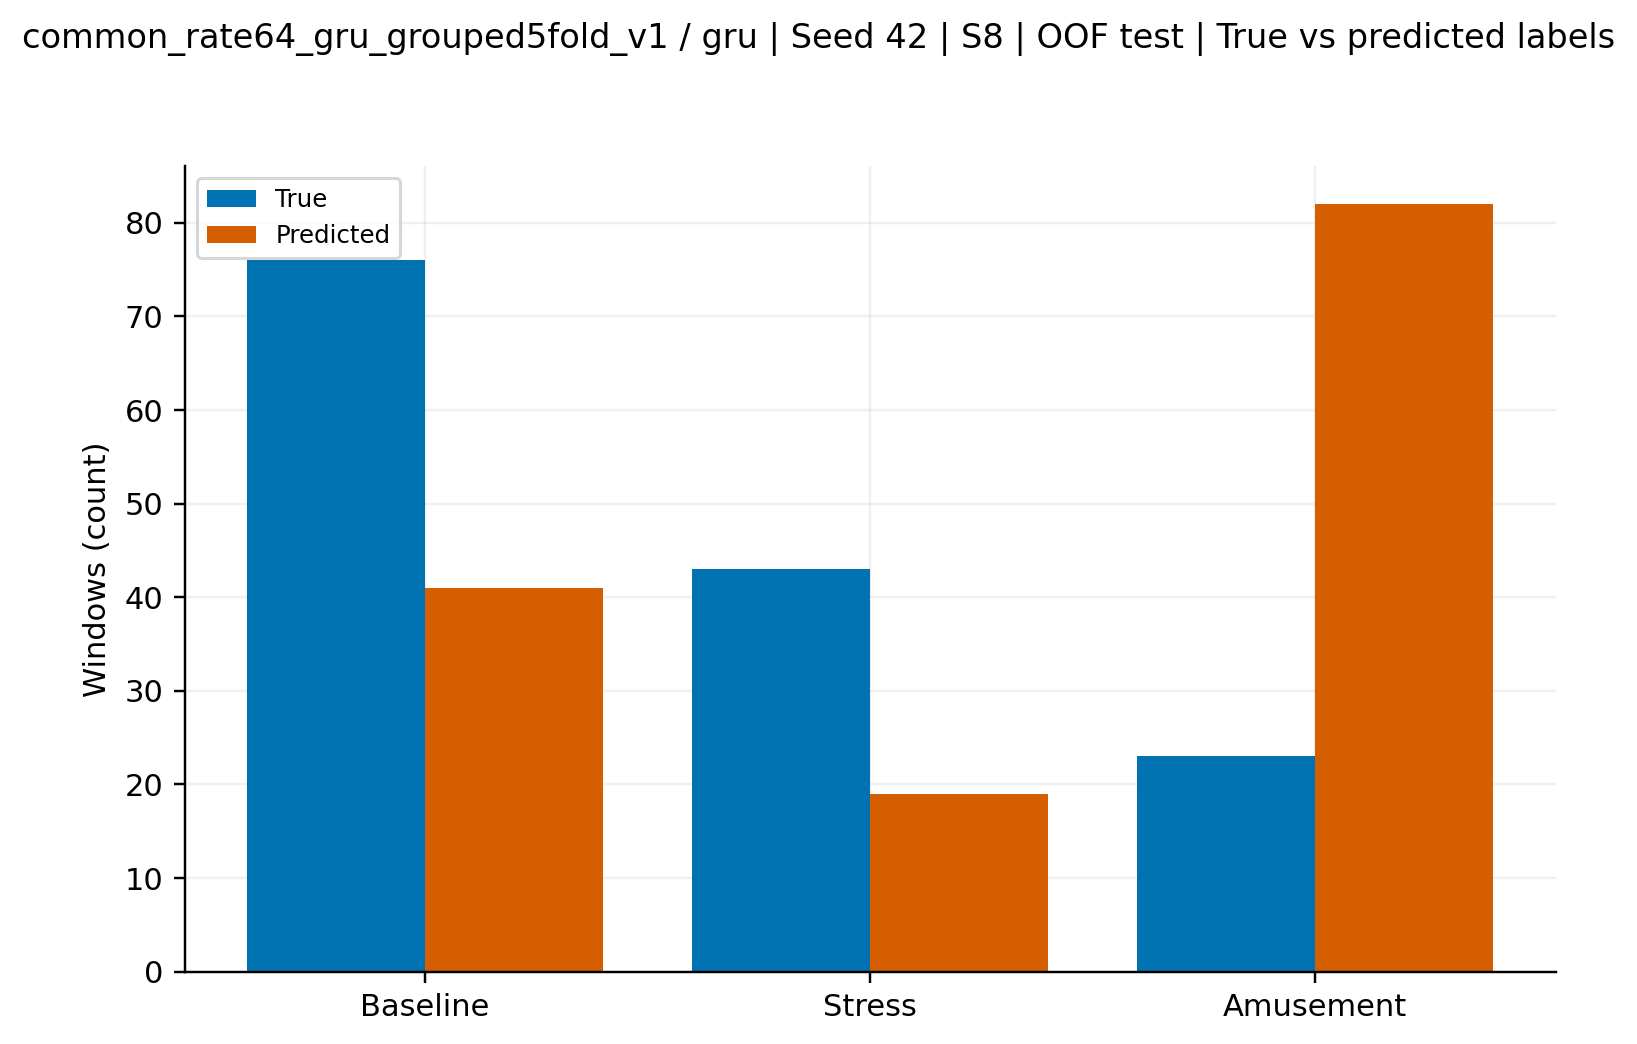 common_rate64_gru_grouped5fold_v1 / gru | Seed 42 | S8 | OOF test | True vs predicted labels
True
Predicted
Windows (count)
80
70
60
50
40
30
20
10
0
Baseline Stress Amusement